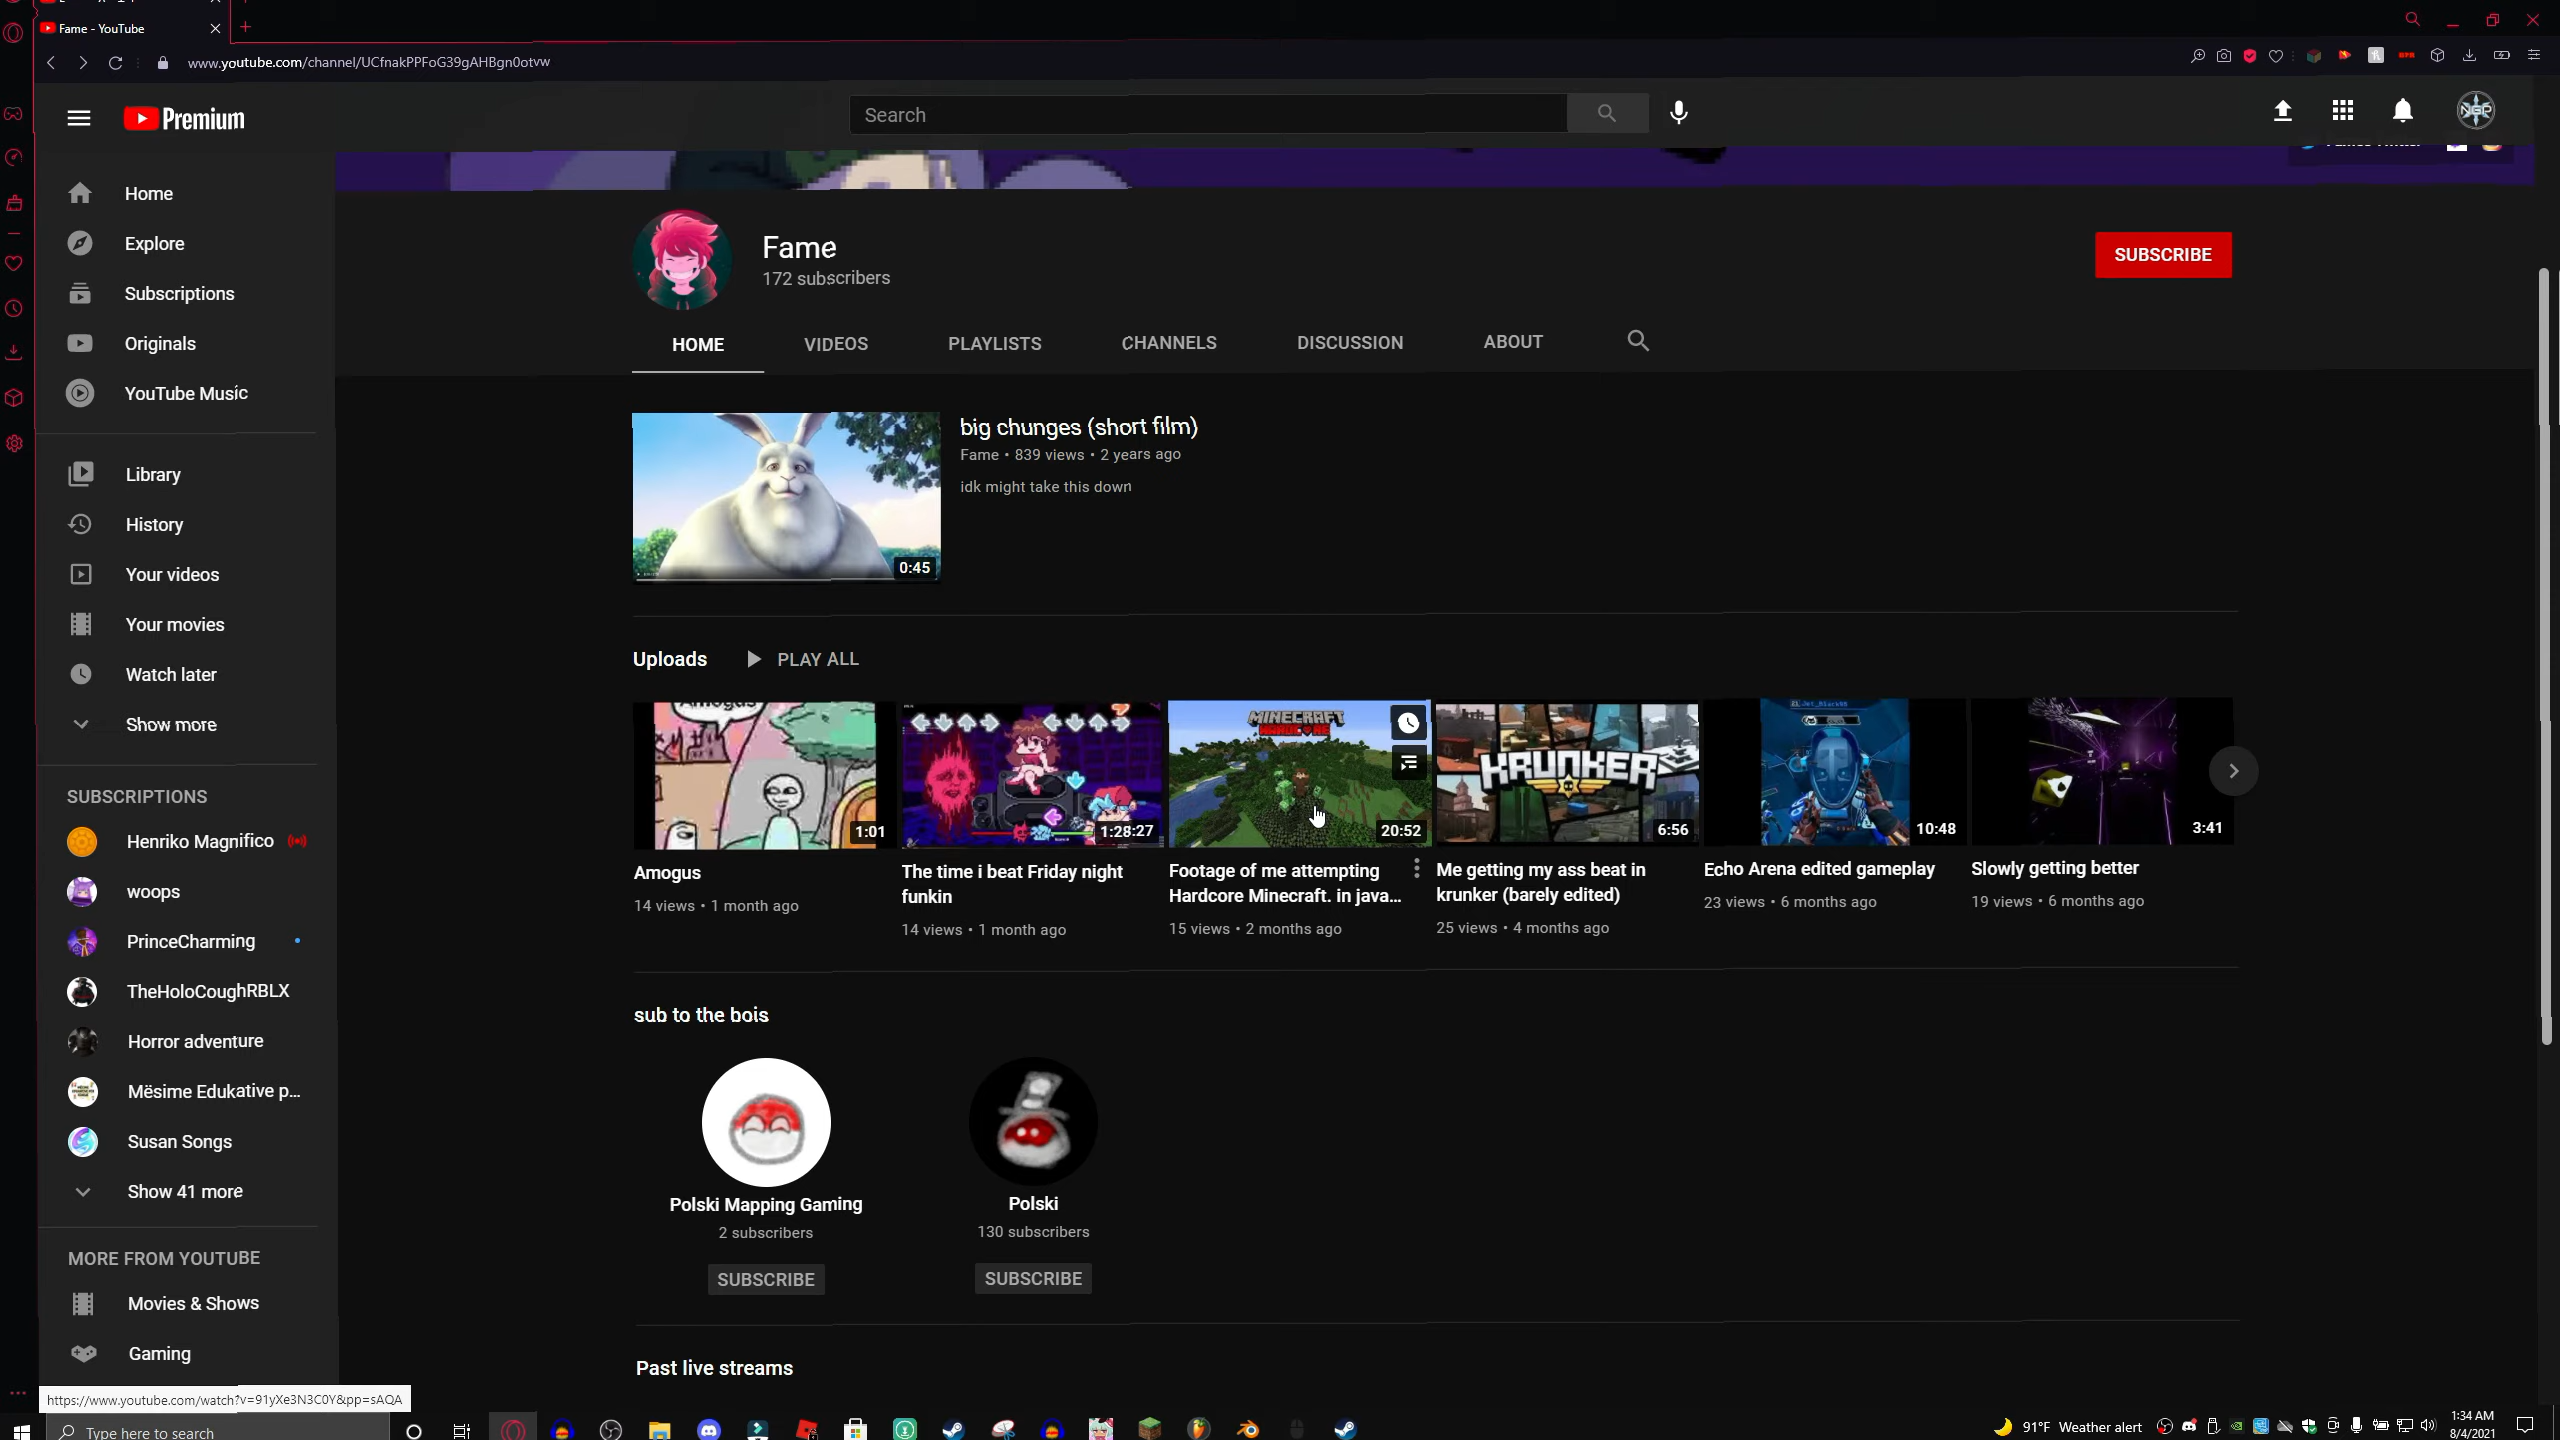 Fame - YouTube
www.youtube.com/channel/UCfnakPPFoG39gAHBgn0otvw
Premium
Search
Home
Explore
Subscriptions
Originals
YouTube Music
Library
History
Your videos
Your movies
Watch later
Show more
SUBSCRIPTIONS
Henriko Magnifico
woops
PrinceCharming
TheHoloCoughRBLX
Horror adventure
Mësime Edukative p...
Susan Songs
Show 41 more
MORE FROM YOUTUBE
Movies & Shows
Gaming
https://www.youtube.com/watch?v=91yXe3N3C0Y&pp=sAQA
Fame
172 subscribers
SUBSCRIBE
HOME VIDEOS PLAYLISTS CHANNELS DISCUSSION ABOUT
0:45
big chunges (short film)
Fame • 839 views • 2 years ago
idk might take this down
Uploads PLAY ALL
Amogus
1:01
Amogus
14 views • 1 month ago
1:28:27
The time i beat Friday night
funkin
14 views • 1 month ago
MINECRAFT
HARDCORE
20:52
Footage of me attempting
Hardcore Minecraft. in java...
15 views • 2 months ago
KRUNKER
6:56
Me getting my ass beat in
krunker (barely edited)
25 views • 4 months ago
10:48
Echo Arena edited gameplay
23 views • 6 months ago
3:41
Slowly getting better
19 views • 6 months ago
sub to the bois
Polski Mapping Gaming
2 subscribers
SUBSCRIBE
Polski
130 subscribers
SUBSCRIBE
Past live streams
Type here to search
91°F Weather alert
1:34 AM
8/4/2021